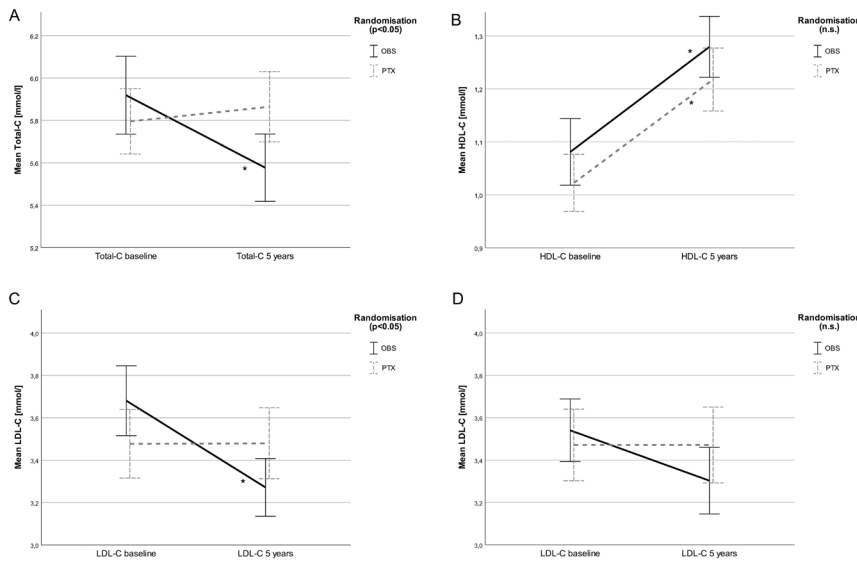 A
Randomisation
(p<0.05)
OBS
PTX
Mean Total-C [mmol/l]
6,2
6,0
5,8
5,6
5,4
5,2
*
Total-C baseline
Total-C 5 years
B
Randomisation
(n.s.)
OBS
PTX
Mean HDL-C [mmol/l]
1,3
1,2
1,1
1,0
0,9
*
*
HDL-C baseline
HDL-C 5 years
C
Randomisation
(p<0.05)
OBS
PTX
Mean LDL-C [mmol/]
4,0
3,8
3,6
3,4
3,2
3,0
*
LDL-C baseline
LDL-C 5 years
D
Randomisation
(n.s.)
OBS
PTX
Mean LDL-C [mmol/]
4,0
3,8
3,6
3,4
3,2
3,0
LDL-C baseline
LDL-C 5 years